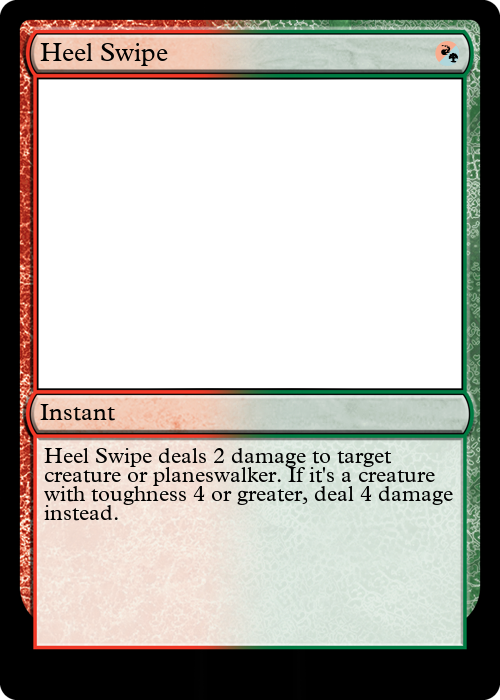 Heel Swipe
Instant
Heel Swipe deals 2 damage to target
creature or planeswalker. If it's a creature
with toughness 4 or greater, deal 4 damage
instead.